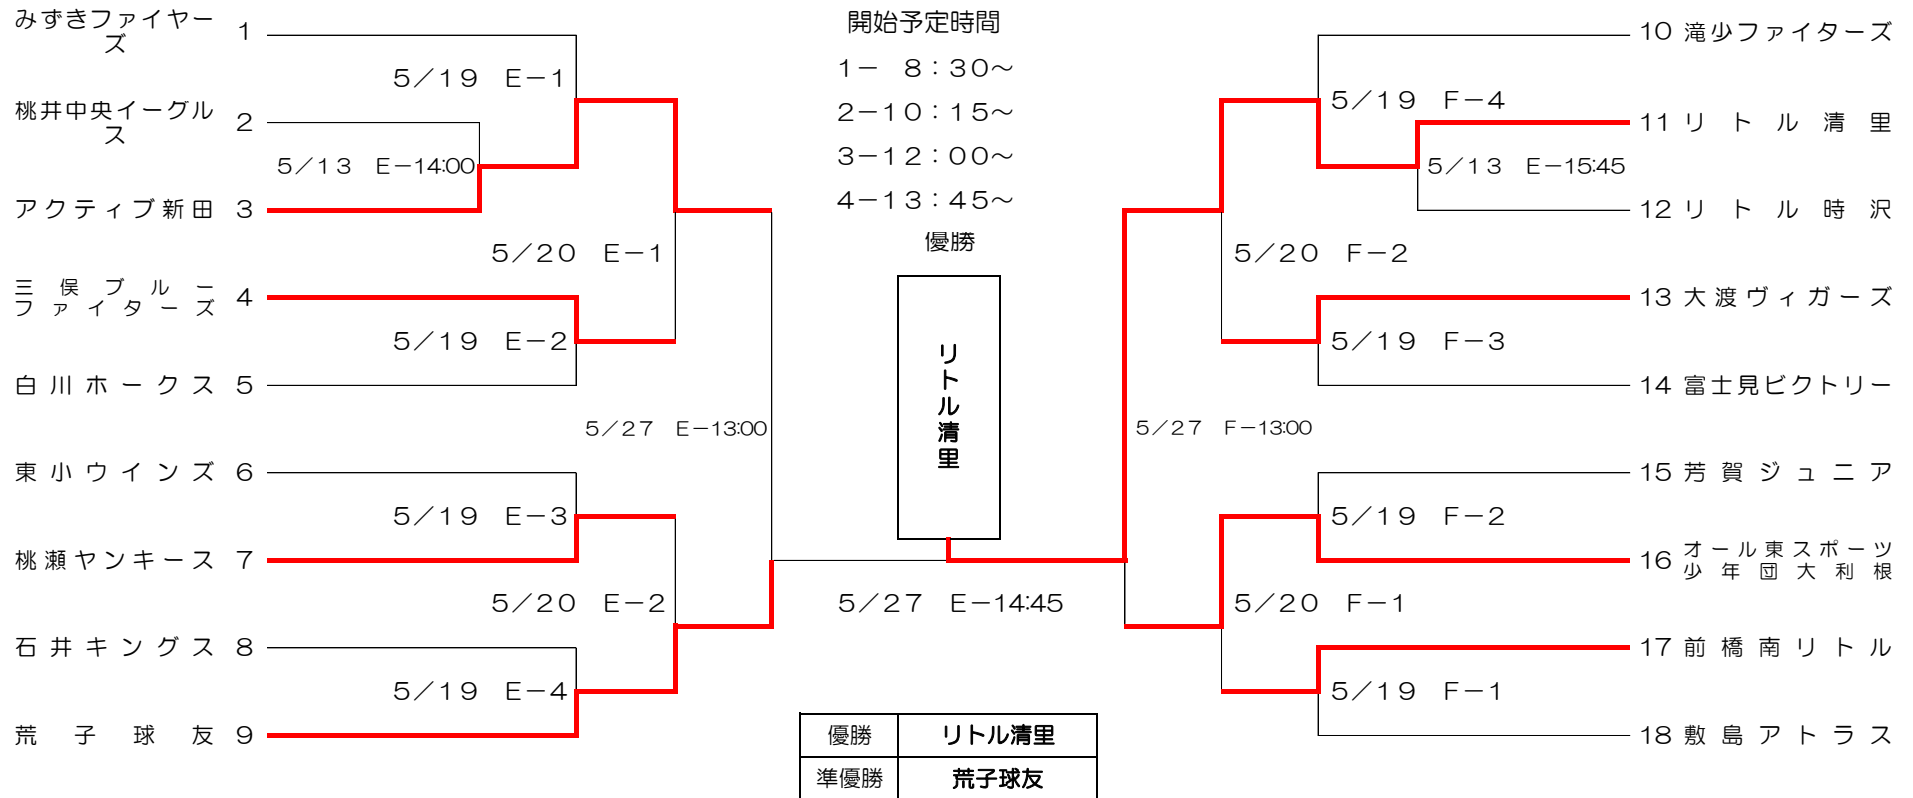 みずきファイヤー
ズ
1
5／19　E－1
桃井中央イーグル
ス
2
5／13　E－14:00
アクティブ新田 3
5／20　E－1
三俣ブルー
ファイターズ
4
5／19　E－2
白川ホークス 5
5／27　E－13:00
東小ウインズ 6
5／19　E－3
桃瀬ヤンキース 7
5／20　E－2
石井キングス 8
5／19　E－4
荒子球友 9
開始予定時間
1－　8：30～
2－10：15～
3－12：00～
4－13：45～
優勝
リトル清里
5／27　E－14:45
優勝 リトル清里
準優勝 荒子球友
10 滝少ファイターズ
5／19　F－4
11 リトル清里
5／13　E－15:45
12 リトル時沢
5／20　F－2
13 大渡ヴィガーズ
5／19　F－3
14 富士見ビクトリー
5／27　F－13:00
15 芳賀ジュニア
5／19　F－2
16
オール東スポーツ
少年団大利根
5／20　F－1
17 前橋南リトル
5／19　F－1
18 敷島アトラス